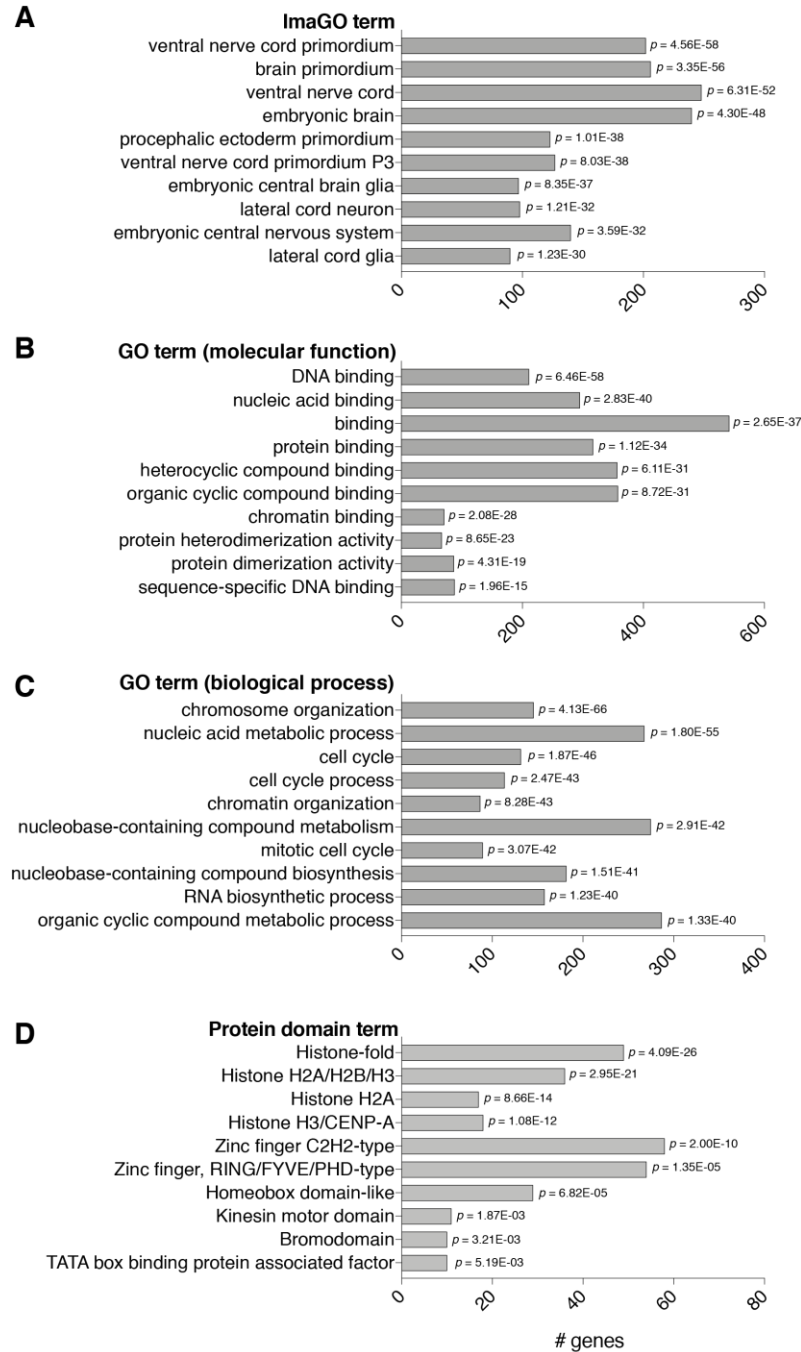 A
ImaGO term
ventral nerve cord primordium p = 4.56E-58
brain primordium p = 3.35E-56
ventral nerve cord p = 6.31E-52
embryonic brain p = 4.30E-48
procephalic ectoderm primordium p = 1.01E-38
ventral nerve cord primordium P3 p = 8.03E-38
embryonic central brain glia p = 8.35E-37
lateral cord neuron p = 1.21E-32
embryonic central nervous system p = 3.59E-32
lateral cord glia p = 1.23E-30
0 100 200 300
B
GO term (molecular function)
DNA binding p = 6.46E-58
nucleic acid binding p = 2.83E-40
binding p = 2.65E-37
protein binding p = 1.12E-34
heterocyclic compound binding p = 6.11E-31
organic cyclic compound binding p = 8.72E-31
chromatin binding p = 2.08E-28
protein heterodimerization activity p = 8.65E-23
protein dimerization activity p = 4.31E-19
sequence-specific DNA binding p = 1.96E-15
0 200 400 600
C
GO term (biological process)
chromosome organization p = 4.13E-66
nucleic acid metabolic process p = 1.80E-55
cell cycle p = 1.87E-46
cell cycle process p = 2.47E-43
chromatin organization p = 8.28E-43
nucleobase-containing compound metabolism p = 2.91E-42
mitotic cell cycle p = 3.07E-42
nucleobase-containing compound biosynthesis p = 1.51E-41
RNA biosynthetic process p = 1.23E-40
organic cyclic compound metabolic process p = 1.33E-40
0 100 200 300 400
D
Protein domain term
Histone-fold p = 4.09E-26
Histone H2A/H2B/H3 p = 2.95E-21
Histone H2A p = 8.66E-14
Histone H3/CENP-A p = 1.08E-12
Zinc finger C2H2-type p = 2.00E-10
Zinc finger, RING/FYVE/PHD-type p = 1.35E-05
Homeobox domain-like p = 6.82E-05
Kinesin motor domain p = 1.87E-03
Bromodomain p = 3.21E-03
TATA box binding protein associated factor p = 5.19E-03
0 20 40 60 80
# genes